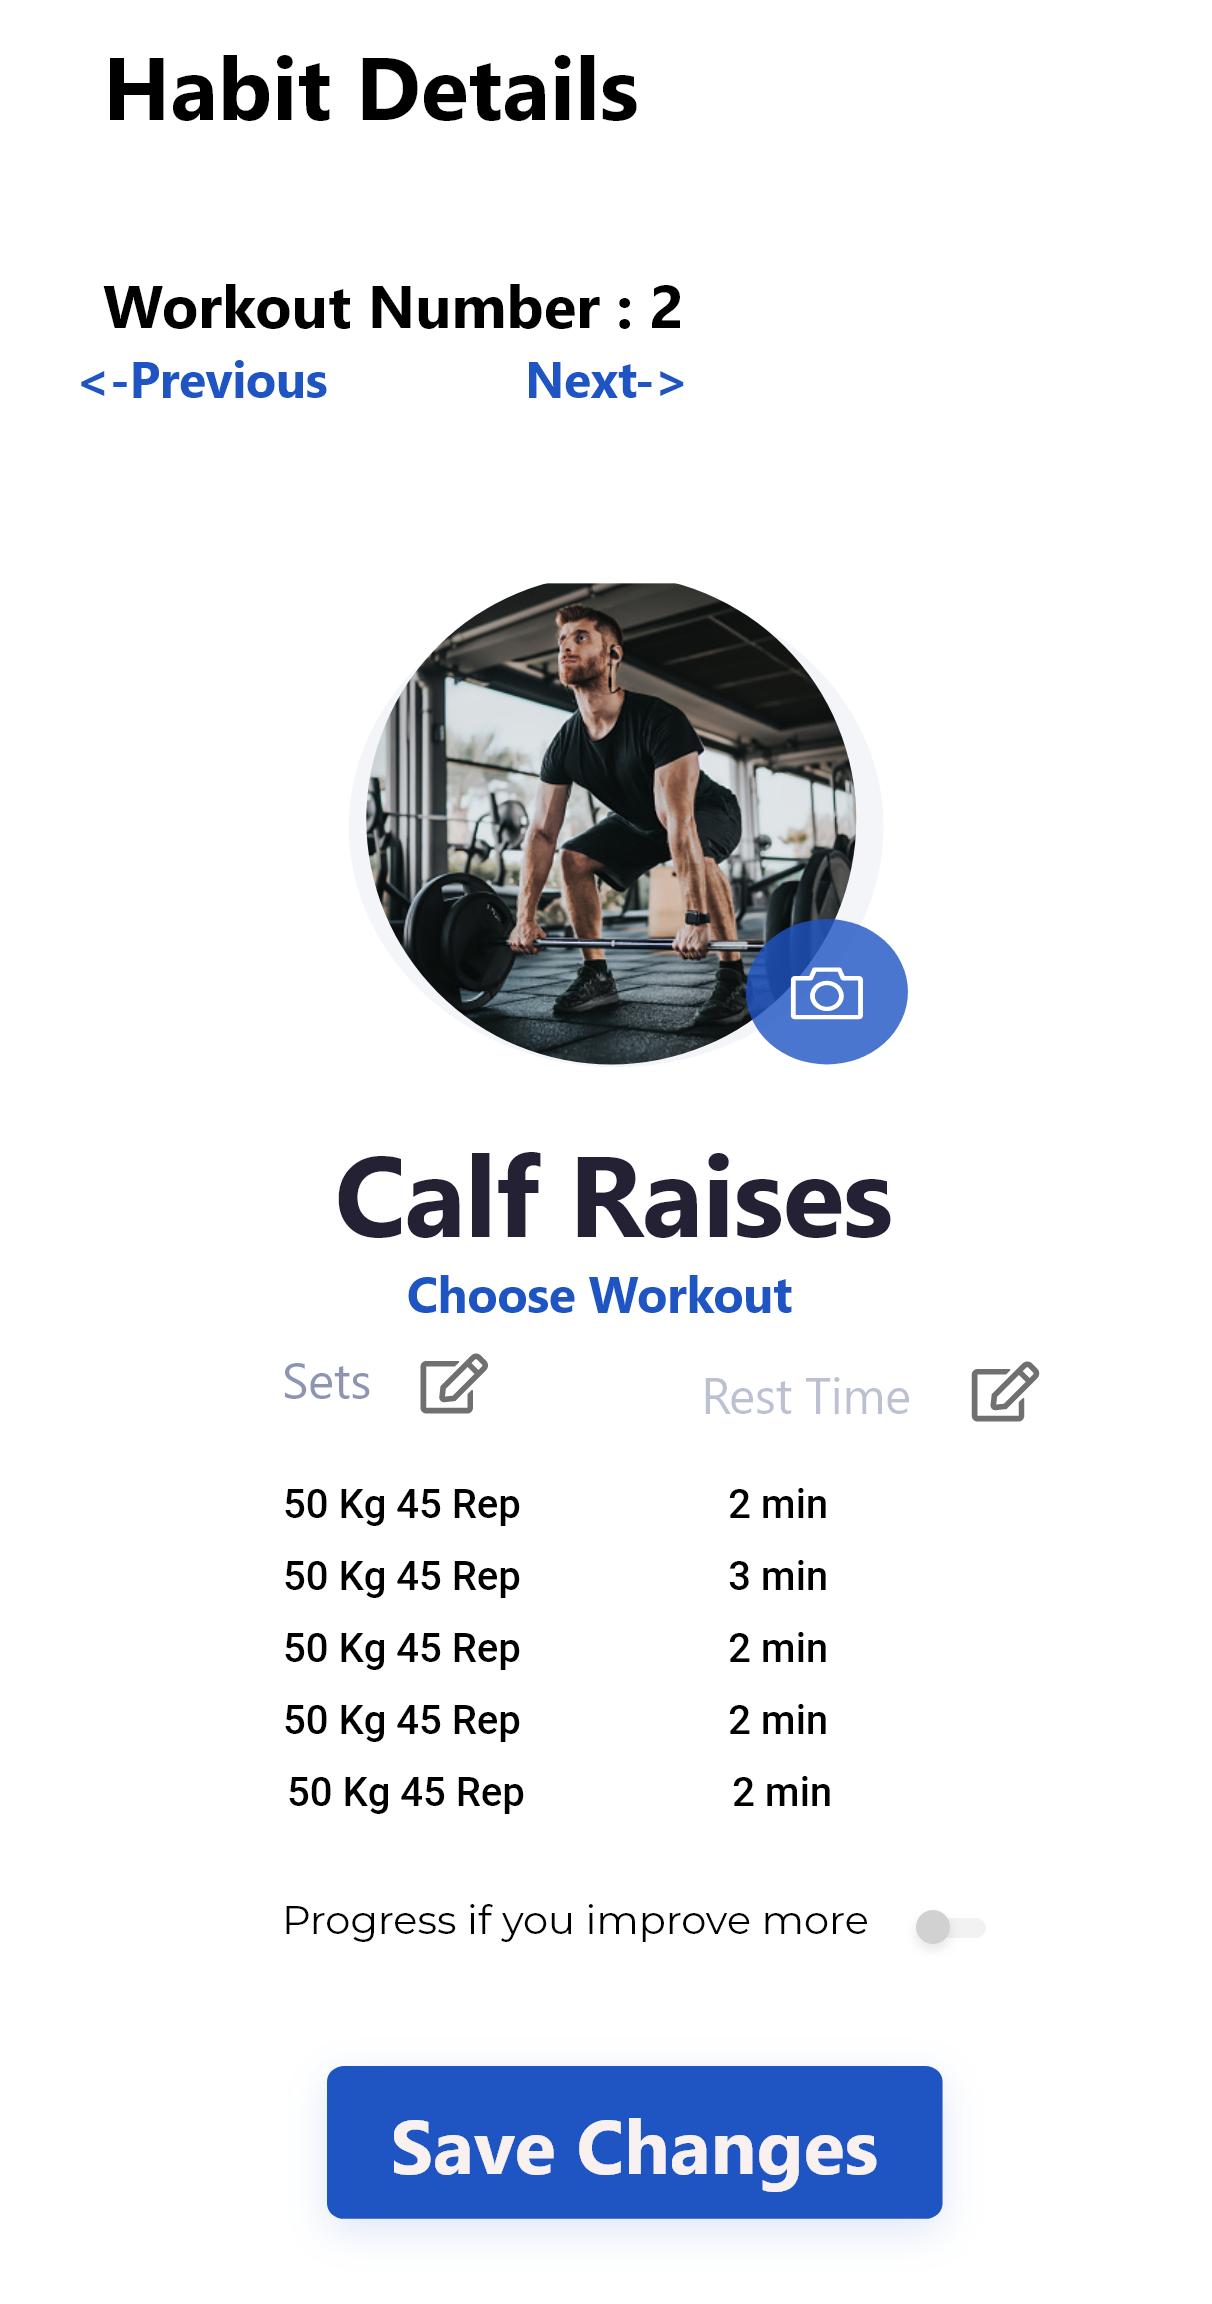 Habit Details
Workout Number : 2
<-Previous Next->
Calf Raises
Choose Workout
Sets Rest Time
50 Kg 45 Rep 2 min
50 Kg 45 Rep 3 min
50 Kg 45 Rep 2 min
50 Kg 45 Rep 2 min
50 Kg 45 Rep 2 min
Progress if you improve more
Save Changes